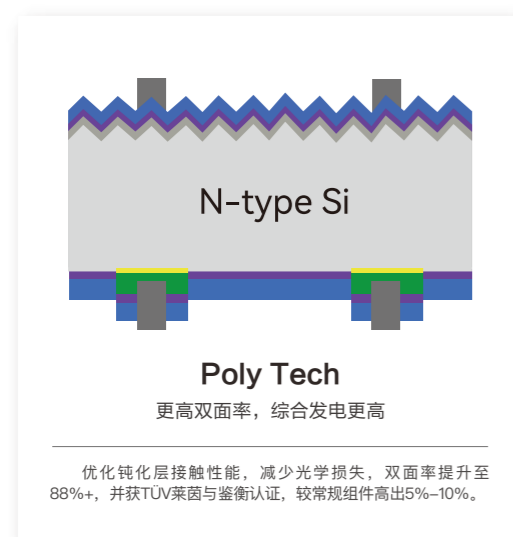 N-type Si
Poly Tech
更高双面率，综合发电更高
优化钝化层接触性能，减少光学损失，双面率提升至
88%+，并获TÜV莱茵与鉴衡认证，较常规组件高出5%–10%。